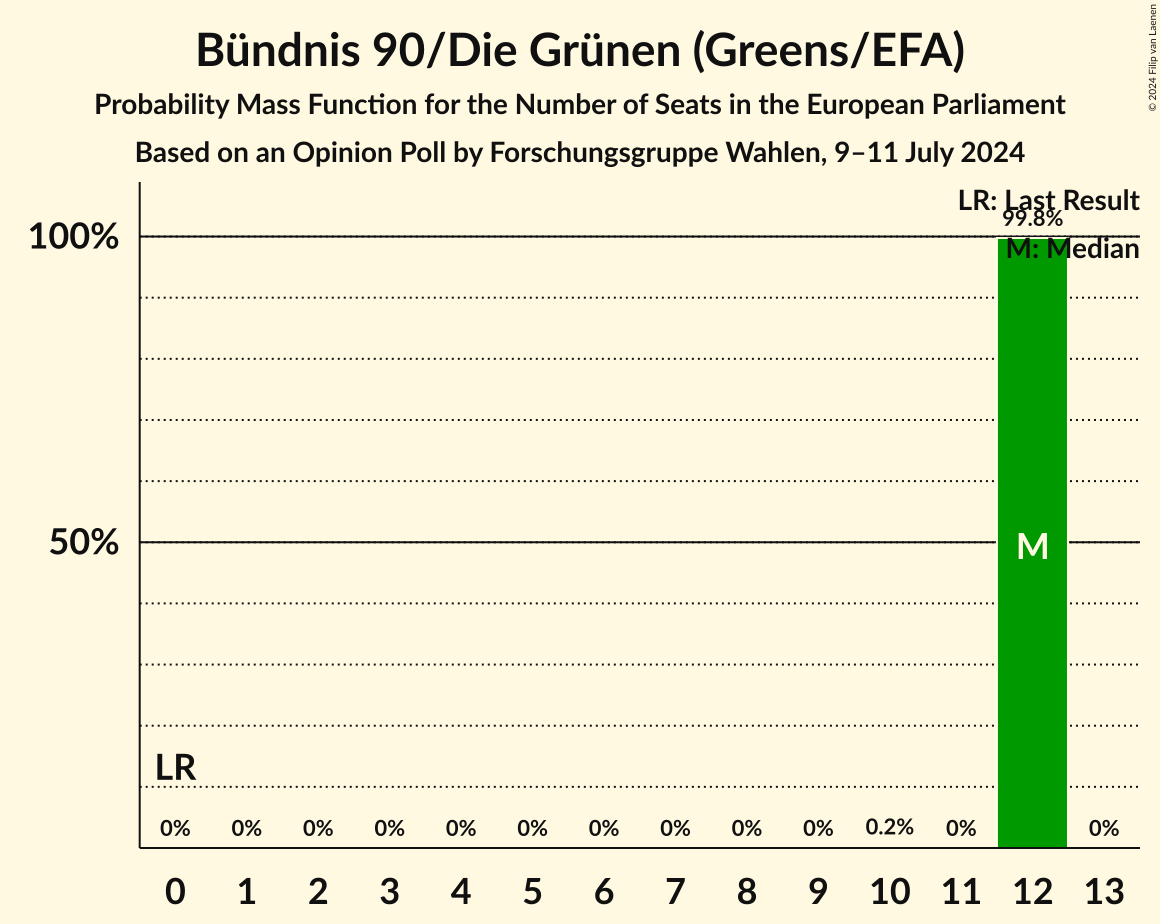 Bündnis 90/Die Grünen (Greens/EFA)
Probability Mass Function for the Number of Seats in the European Parliament
Based on an Opinion Poll by Forschungsgruppe Wahlen, 9–11 July 2024
© 2024 Filip van Laenen
LR: Last Result
99.8%
100%
M: Median
50%
M
LR
0% 0% 0% 0% 0% 0% 0% 0% 0% 0% 0.2% 0% 0%
0 1 2 3 4 5 6 7 8 9 10 11 12 13